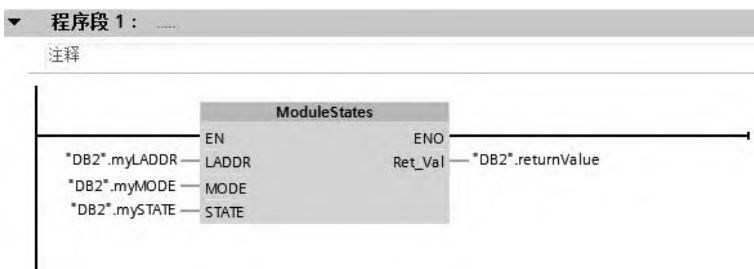 程序段 1： .....
注释
ModuleStates
EN ENO
"DB2".myLADDR LADDR Ret_Val "DB2".returnValue
"DB2".myMODE MODE
"DB2".mySTATE STATE